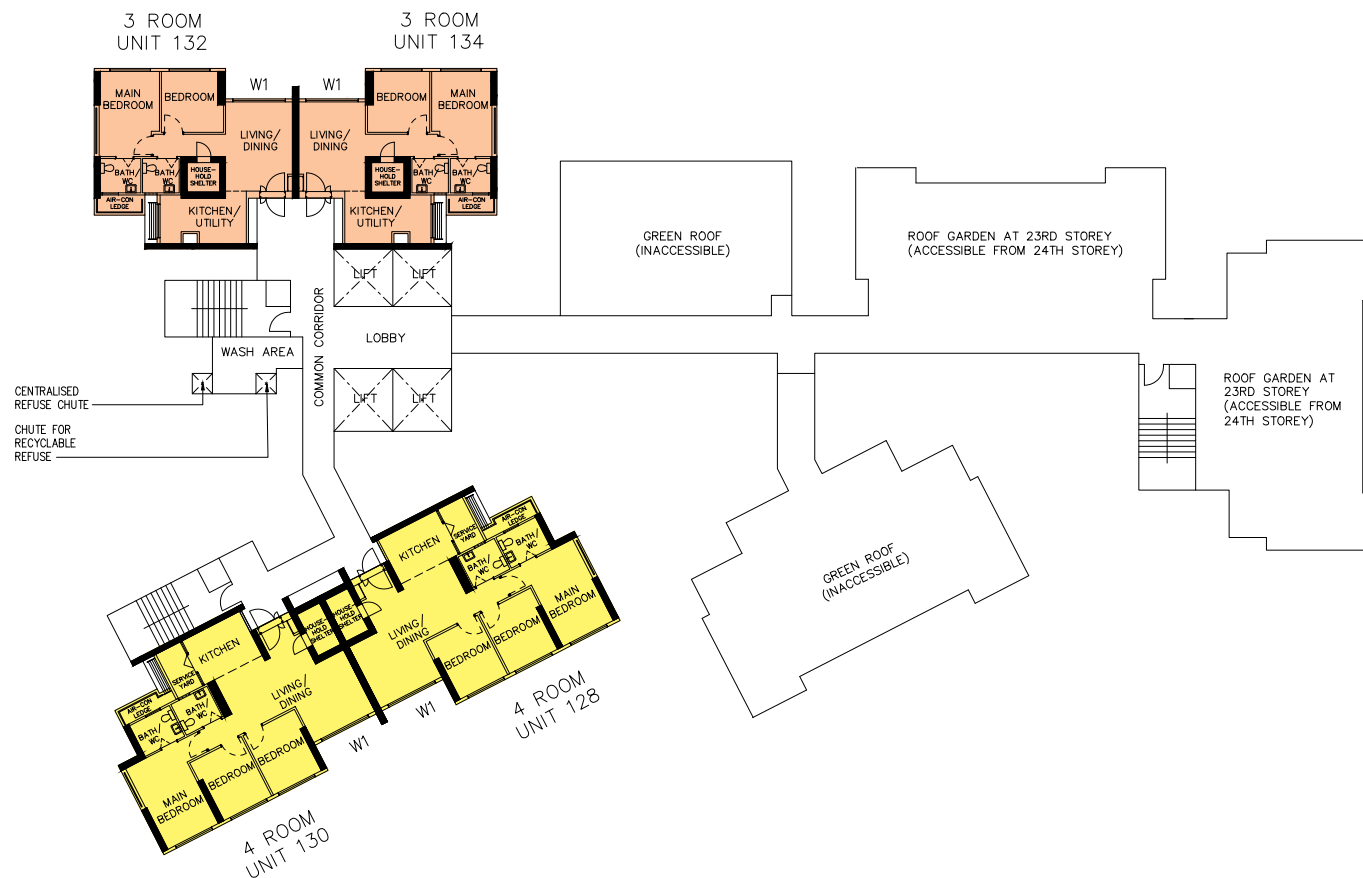 3 ROOM
UNIT 132
3 ROOM
UNIT 134
W1
W1
MAIN
BEDROOM
BEDROOM
LIVING/
DINING
LIVING/
DINING
BEDROOM
MAIN
BEDROOM
BATH/
WC
BATH/
WC
HOUSE-
HOLD
SHELTER
HOUSE-
HOLD
SHELTER
BATH/
WC
BATH/
WC
AIR-CON
LEDGE
KITCHEN/
UTILITY
KITCHEN/
UTILITY
AIR-CON
LEDGE
GREEN ROOF
(INACCESSIBLE)
ROOF GARDEN AT 23RD STOREY
(ACCESSIBLE FROM 24TH STOREY)
LIFT
LIFT
COMMON CORRIDOR
LOBBY
WASH AREA
LIFT
LIFT
CENTRALISED
REFUSE CHUTE
CHUTE FOR
RECYCLABLE
REFUSE
ROOF GARDEN AT
23RD STOREY
(ACCESSIBLE FROM
24TH STOREY)
GREEN ROOF
(INACCESSIBLE)
KITCHEN
SERVICE
YARD
AIR-CON
LEDGE
BATH/
WC
BATH/
WC
MAIN
BEDROOM
BEDROOM
BEDROOM
LIVING/
DINING
HOUSE-
HOLD
SHELTER
HOUSE-
HOLD
SHELTER
W1
4 ROOM
UNIT 128
KITCHEN
SERVICE
YARD
AIR-CON
LEDGE
BATH/
WC
BATH/
WC
LIVING/
DINING
W1
BEDROOM
BEDROOM
MAIN
BEDROOM
4 ROOM
UNIT 130